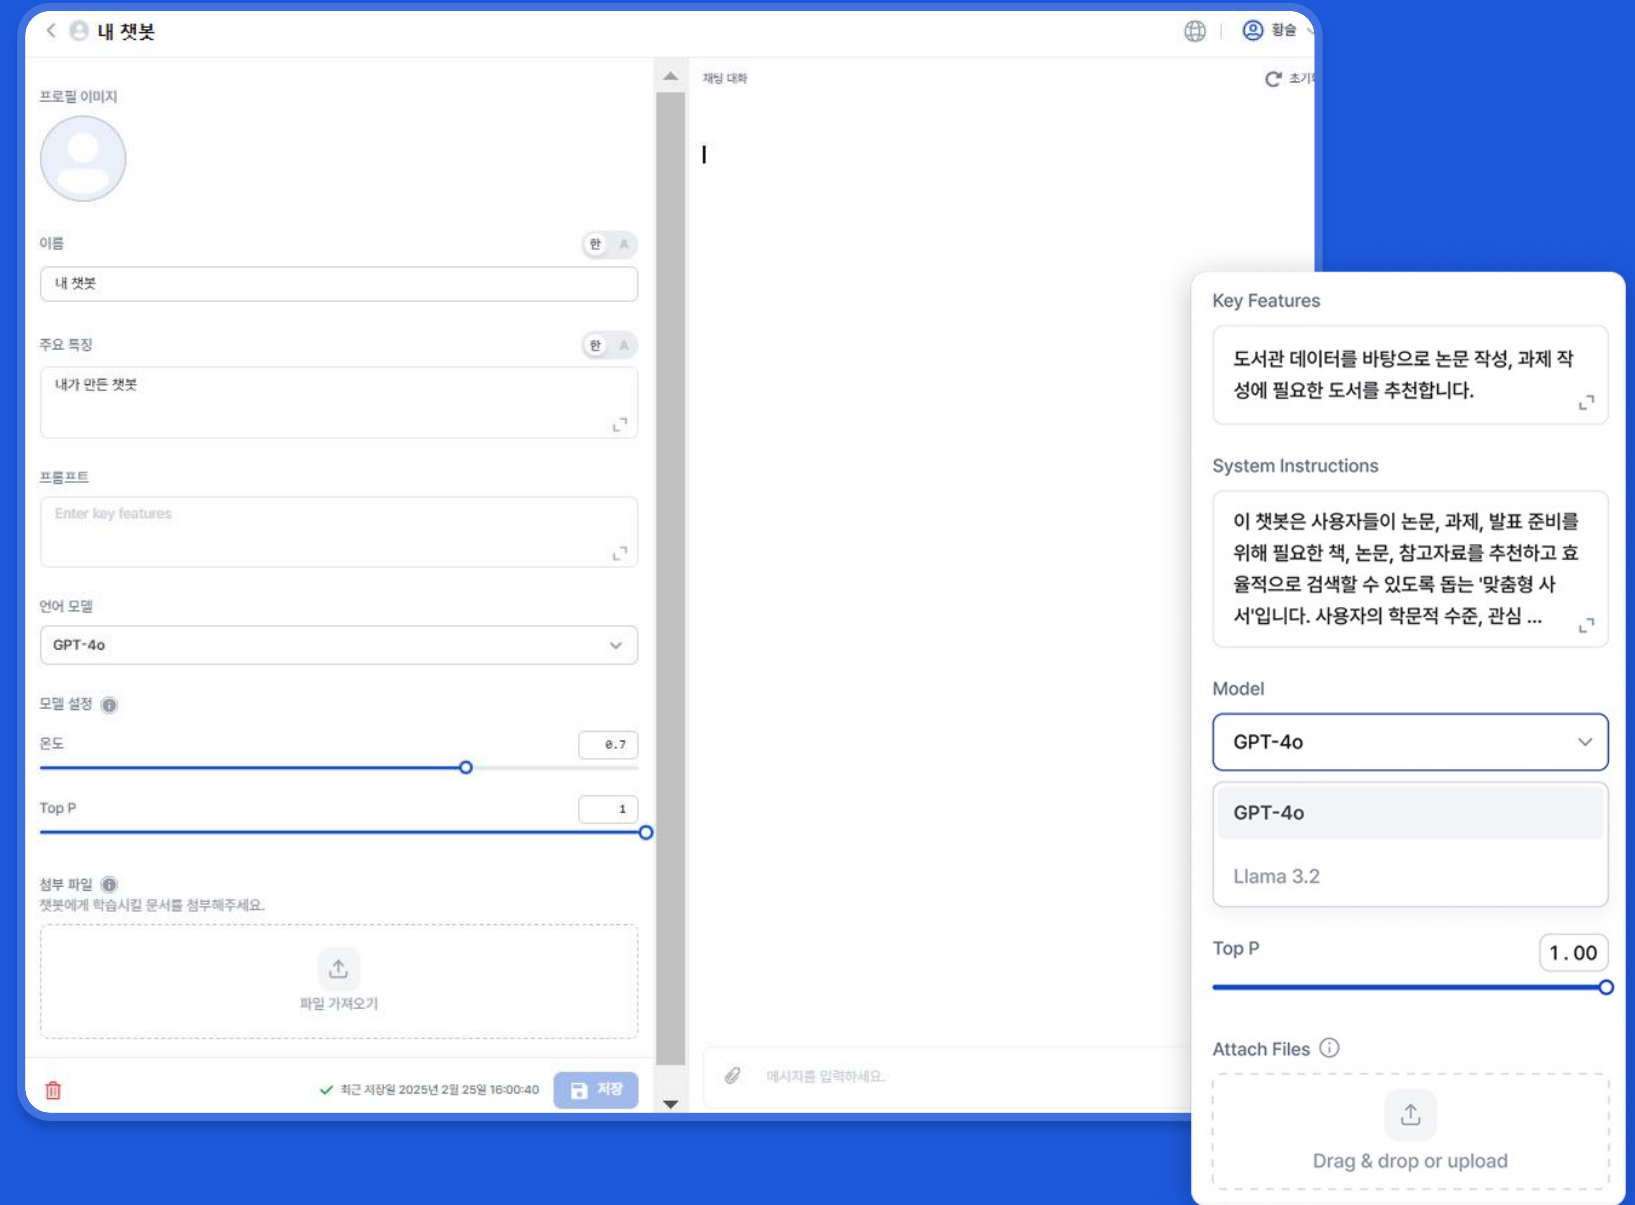 내 챗봇
황슬
프로필 이미지
이름
한 A
내 챗봇
주요 특징
한 A
내가 만든 챗봇
프롬프트
Enter key features
언어 모델
GPT-4o
모델 설정
온도
0.7
Top P
1
첨부 파일
챗봇에게 학습시킬 문서를 첨부해주세요.
파일 가져오기
최근 저장일 2025년 2월 25일 16:00:40
저장
채팅 대화
메시지를 입력하세요.
Key Features
도서관 데이터를 바탕으로 논문 작성, 과제 작
성에 필요한 도서를 추천합니다.
System Instructions
이 챗봇은 사용자들이 논문, 과제, 발표 준비를
위해 필요한 책, 논문, 참고자료를 추천하고 효
율적으로 검색할 수 있도록 돕는 '맞춤형 사
서'입니다. 사용자의 학문적 수준, 관심 ...
Model
GPT-4o
GPT-4o
Llama 3.2
Top P
1.00
Attach Files
Drag & drop or upload